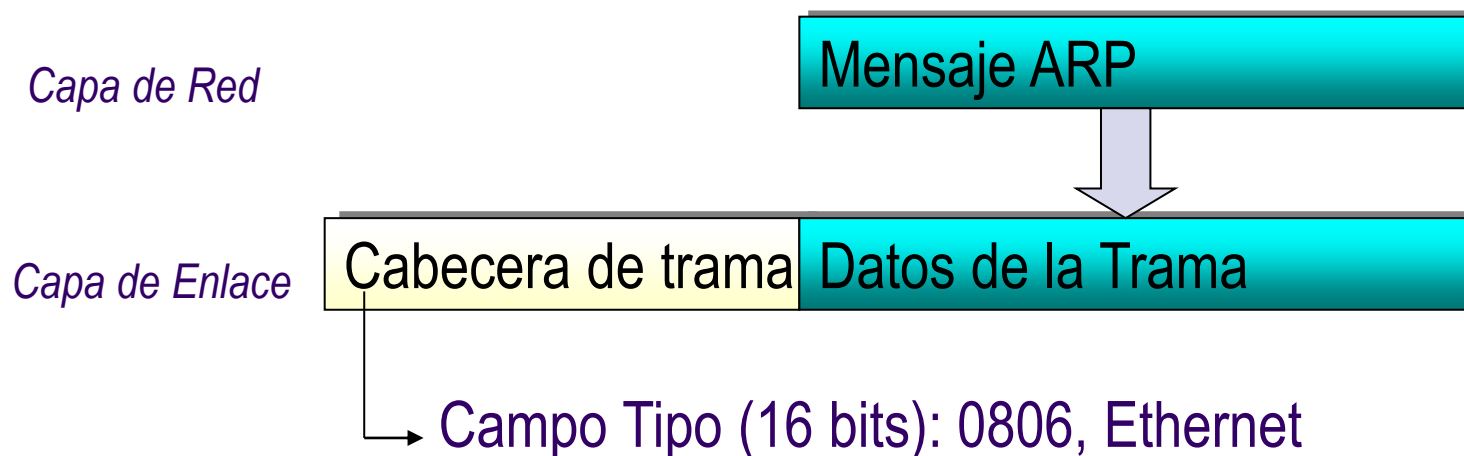 Capa de Red
Mensaje ARP
Capa de Enlace
Cabecera de trama
Datos de la Trama
Campo Tipo (16 bits): 0806, Ethernet